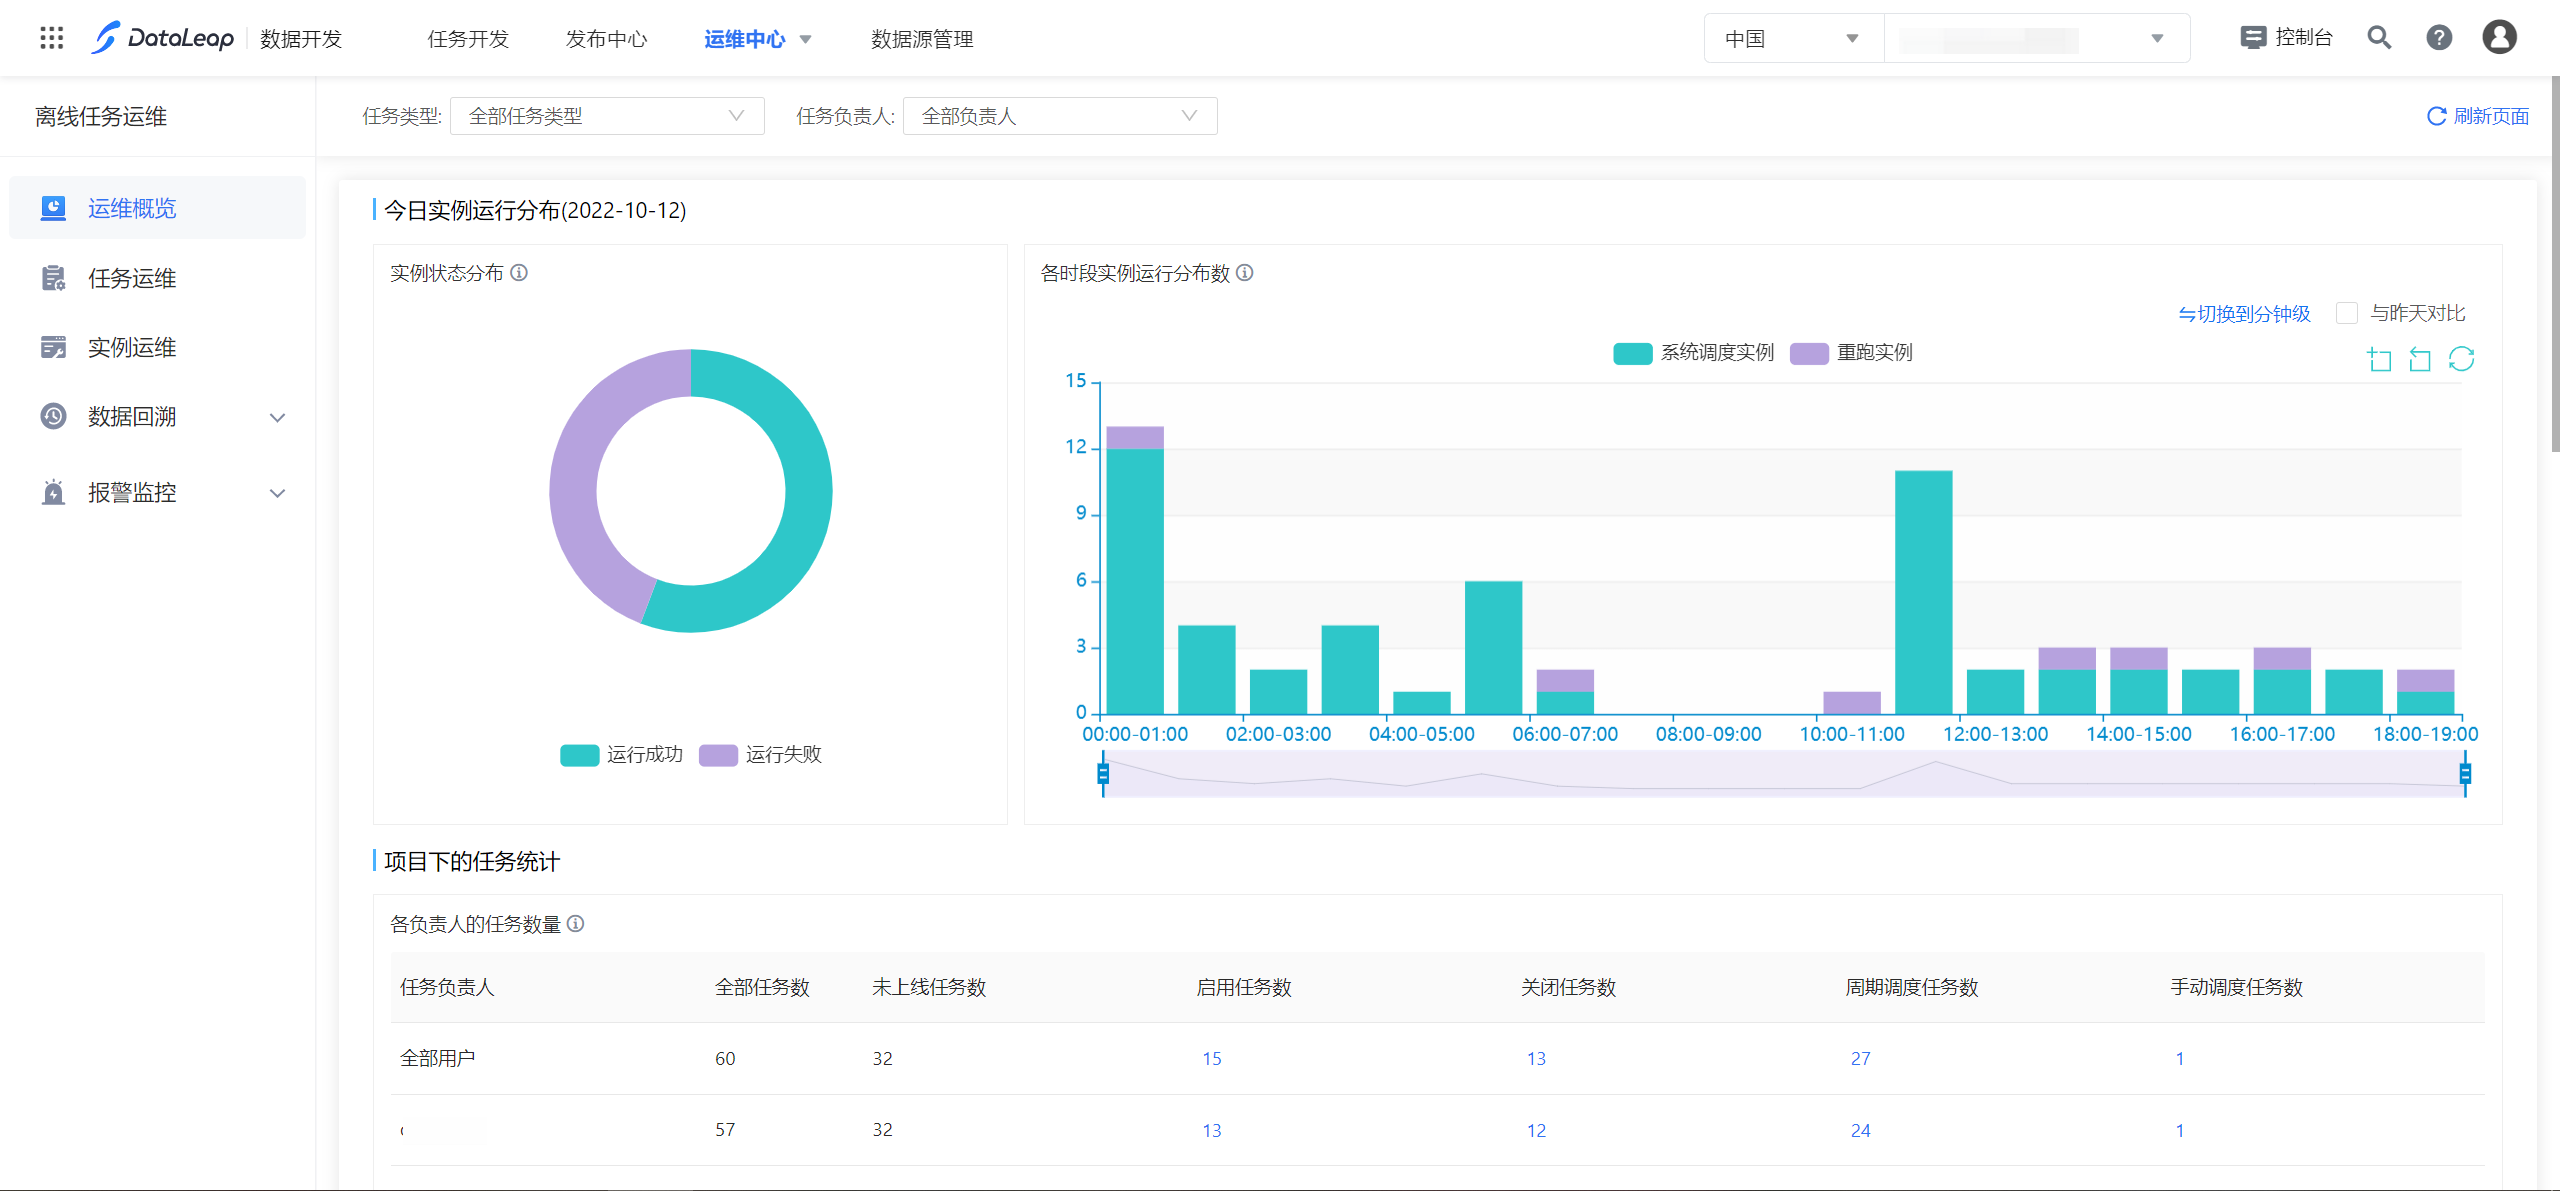 DataLeap 数据开发 任务开发 发布中心 运维中心 数据源管理 中国 控制台
离线任务运维
运维概览
任务运维
实例运维
数据回溯
报警监控
任务类型: 全部任务类型 任务负责人: 全部负责人 刷新页面
今日实例运行分布(2022-10-12)
实例状态分布
运行成功 运行失败
各时段实例运行分布数
切换到分钟级 与昨天对比
系统调度实例 重跑实例
15
12
9
6
3
0
00:00-01:00 02:00-03:00 04:00-05:00 06:00-07:00 08:00-09:00 10:00-11:00 12:00-13:00 14:00-15:00 16:00-17:00 18:00-19:00
项目下的任务统计
各负责人的任务数量
任务负责人 全部任务数 未上线任务数 启用任务数 关闭任务数 周期调度任务数 手动调度任务数
全部用户 60 32 15 13 27 1
57 32 13 12 24 1